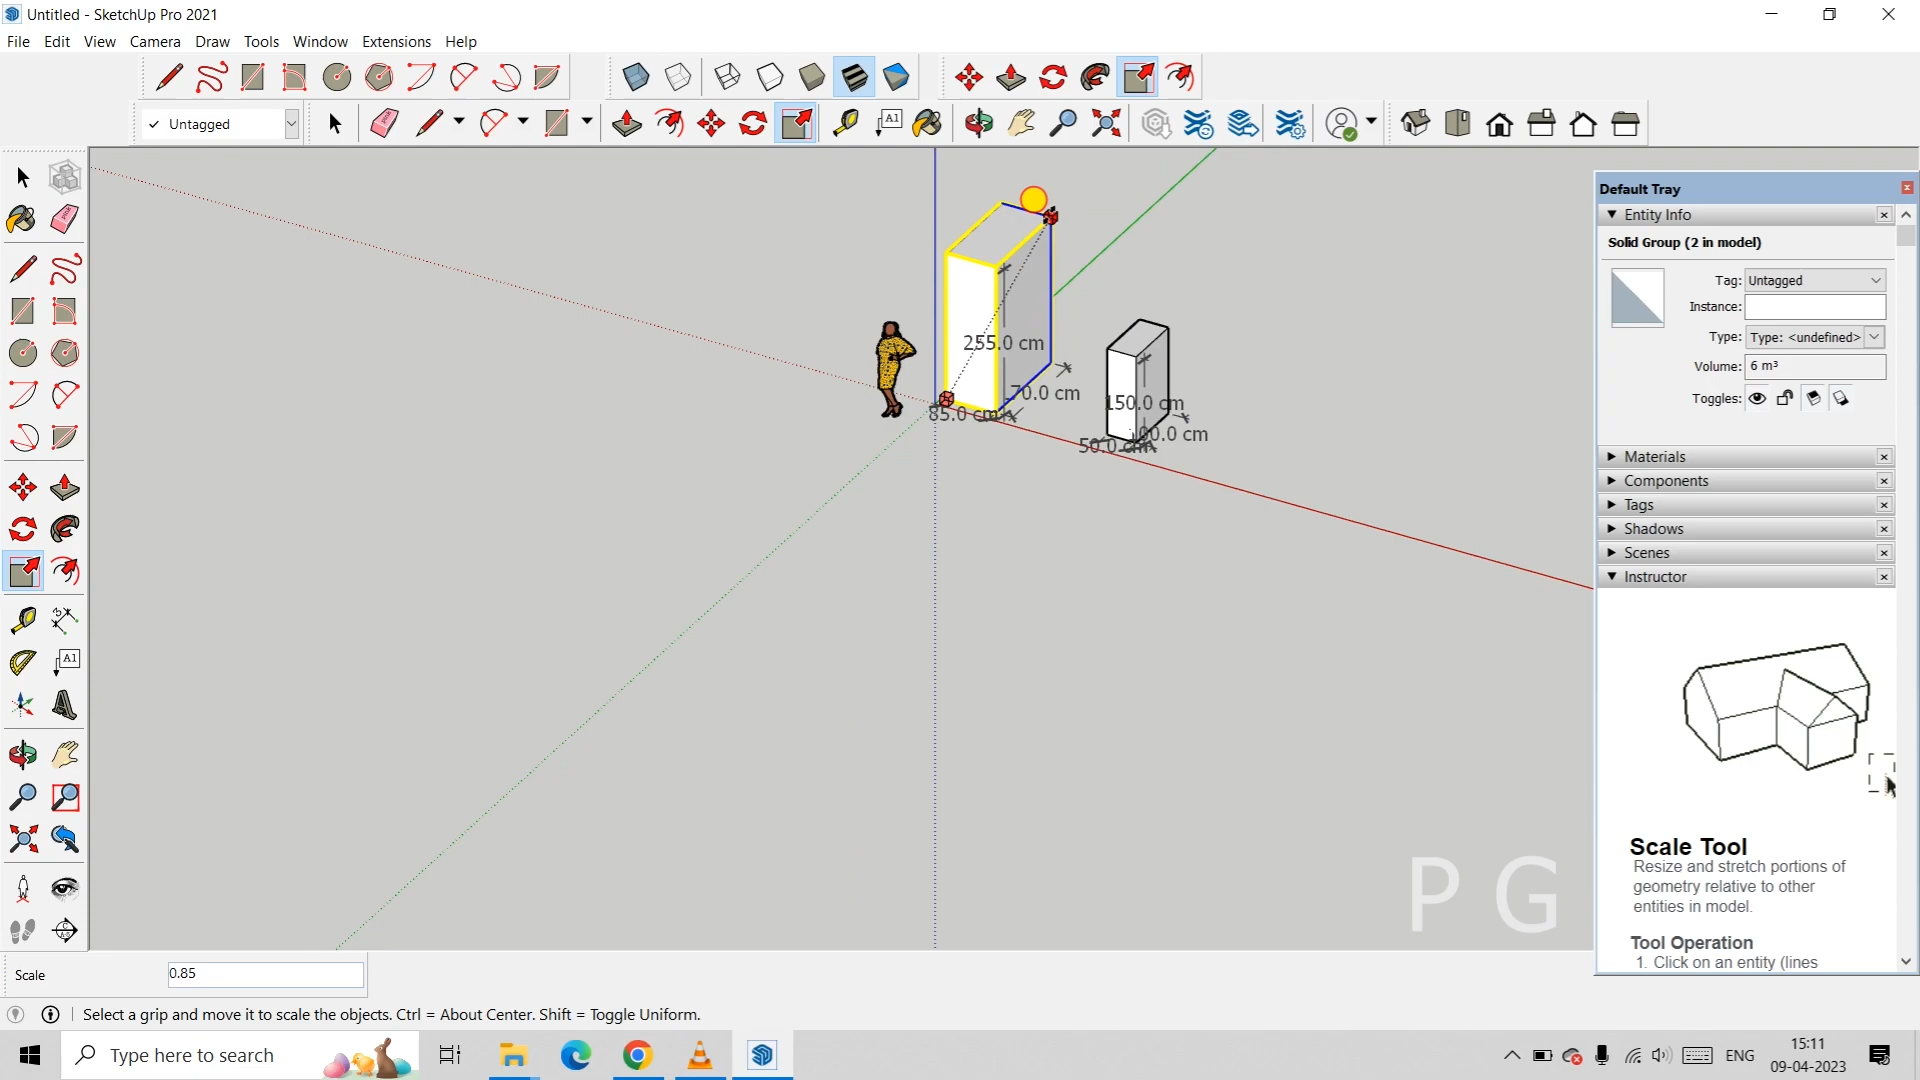 Untitled - SketchUp Pro 2021
File Edit View Camera Draw Tools Window Extensions Help
✓ Untagged
A1
Default Tray
Entity Info
Solid Group (2 in model)
Tag: Untagged
Instance:
Type: Type: <undefined>
Volume: 6 m³
Toggles:
Materials
Components
Tags
Shadows
Scenes
Instructor
255.0 cm
70.0 cm
85.0 cm
150.0 cm
50.0 cm
A1
P G
Scale Tool
Resize and stretch portions of
geometry relative to other
entities in model.
Tool Operation
1. Click on an entity (lines
Scale 0.85
Select a grip and move it to scale the objects. Ctrl = About Center. Shift = Toggle Uniform.
Type here to search
ENG
15:11
09-04-2023